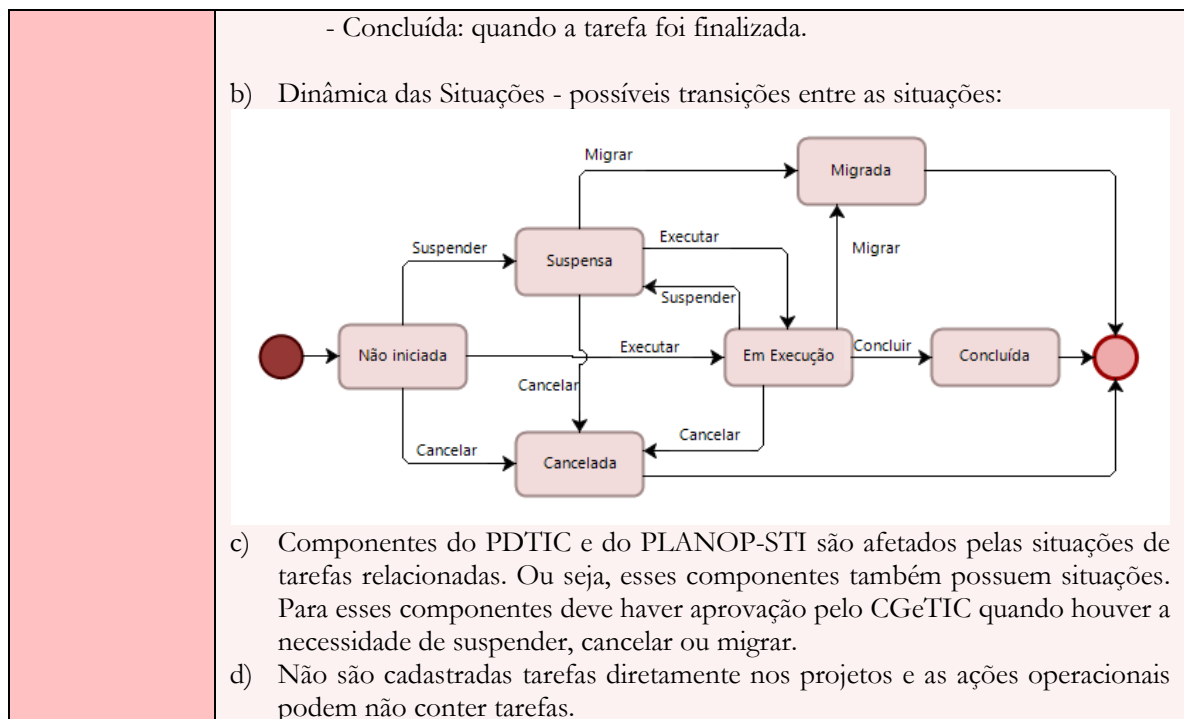 - Concluída: quando a tarefa foi finalizada.
b) Dinâmica das Situações - possíveis transições entre as situações:
Migrar
Migrada
Suspender
Suspensa
Executar
Migrar
Suspender
Não iniciada
Executar
Em Execução
Concluir
Concluída
Cancelar
Cancelar
Cancelar
Cancelada
c) Componentes do PDTIC e do PLANOP-STI são afetados pelas situações de
tarefas relacionadas. Ou seja, esses componentes também possuem situações.
Para esses componentes deve haver aprovação pelo CGeTIC quando houver a
necessidade de suspender, cancelar ou migrar.
d) Não são cadastradas tarefas diretamente nos projetos e as ações operacionais
podem não conter tarefas.